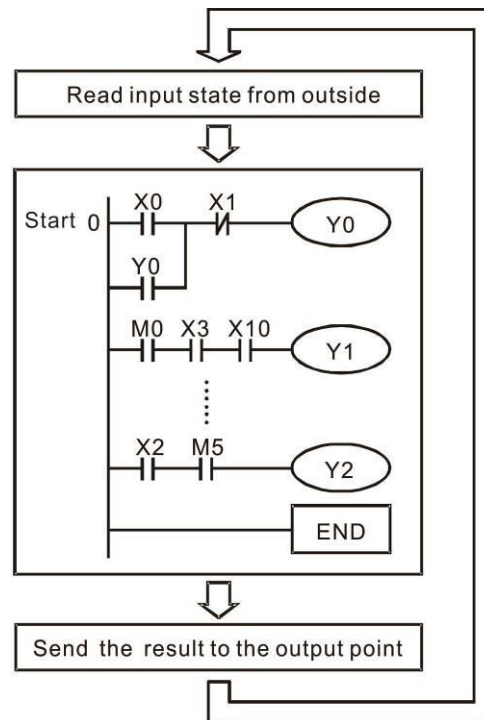 Read input state from outside
X0 X1
Start 0 Y0
Y0
M0 X3 X10
Y1
X2 M5
Y2
END
Send the result to the output point